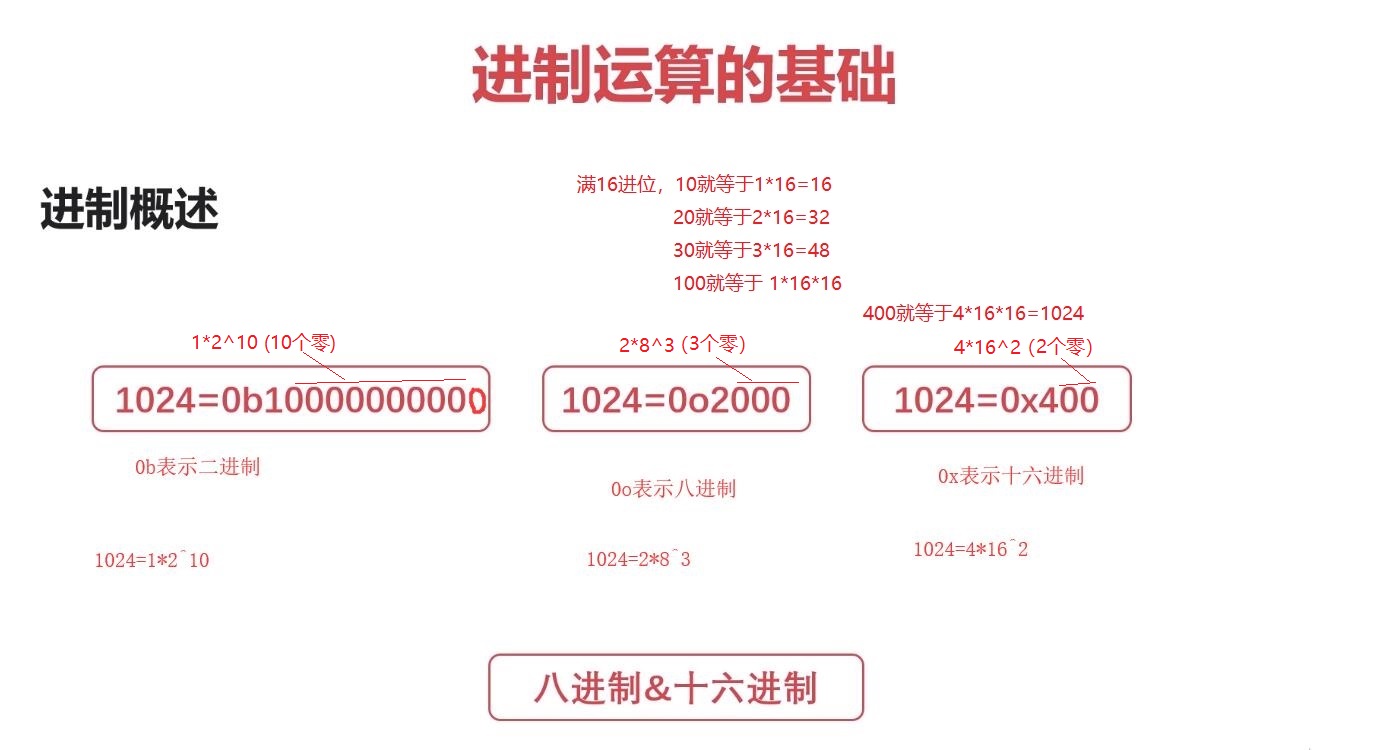 进制运算的基础
进制概述
满16进位，10就等于1*16=16
20就等于2*16=32
30就等于3*16=48
100就等于 1*16*16
400就等于4*16*16=1024
1*2^10 (10个零)
2*8^3 (3个零)
4*16^2 (2个零)
1024=0b10000000000
1024=0o2000
1024=0x400
0b表示二进制
0o表示八进制
0x表示十六进制
1024=1*2^10
1024=2*8^3
1024=4*16^2
八进制&十六进制